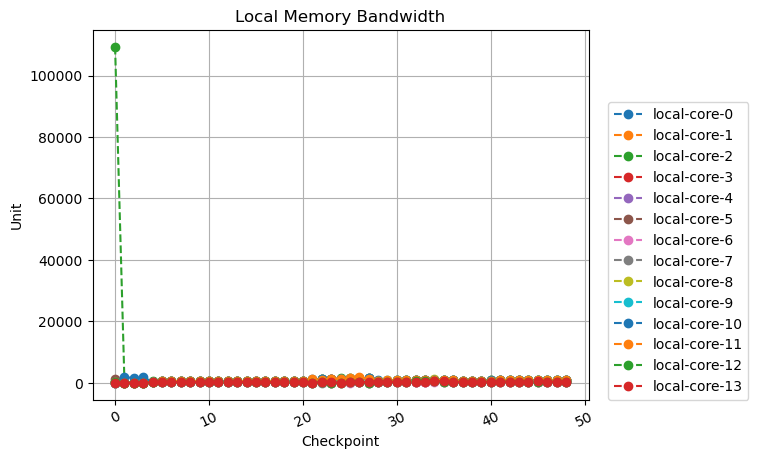 Local Memory Bandwidth
Unit
100000
80000
60000
40000
20000
0
0
10
20
30
40
50
Checkpoint
local-core-0
local-core-1
local-core-2
local-core-3
local-core-4
local-core-5
local-core-6
local-core-7
local-core-8
local-core-9
local-core-10
local-core-11
local-core-12
local-core-13